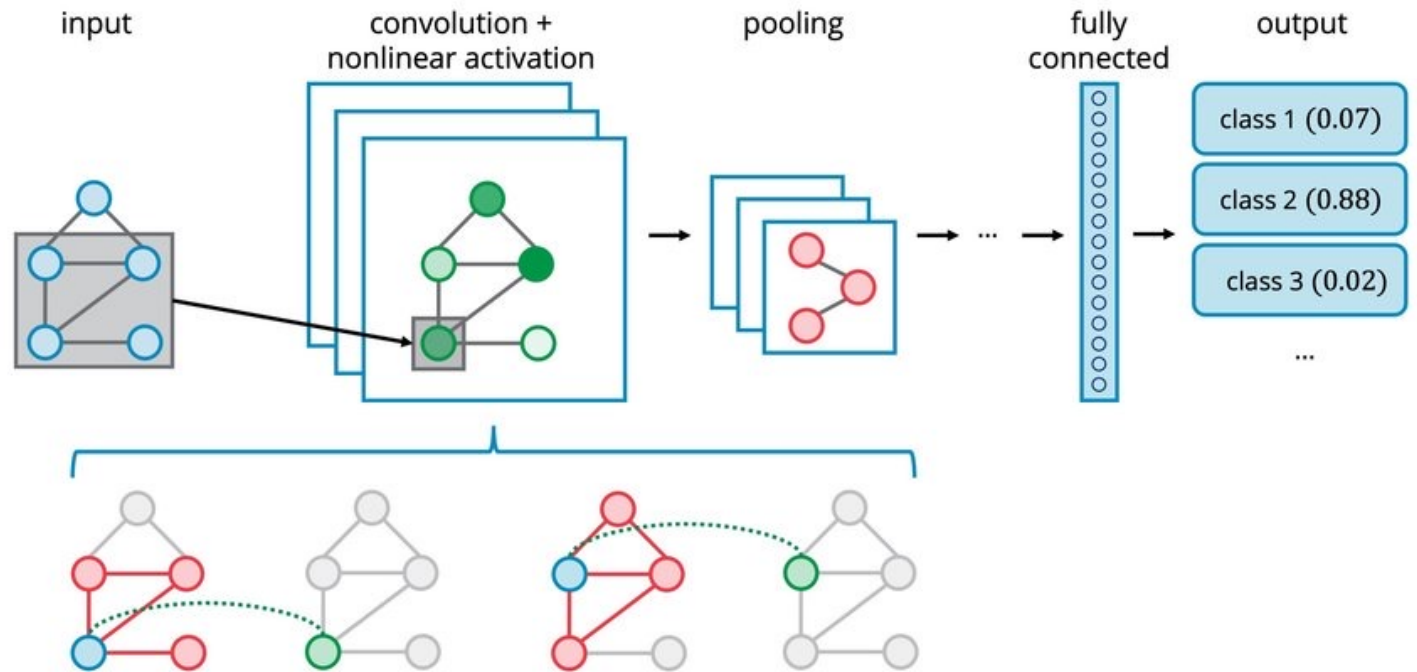 input
convolution +
nonlinear activation
pooling
fully
connected
output
...
class 1 (0.07)
class 2 (0.88)
class 3 (0.02)
...